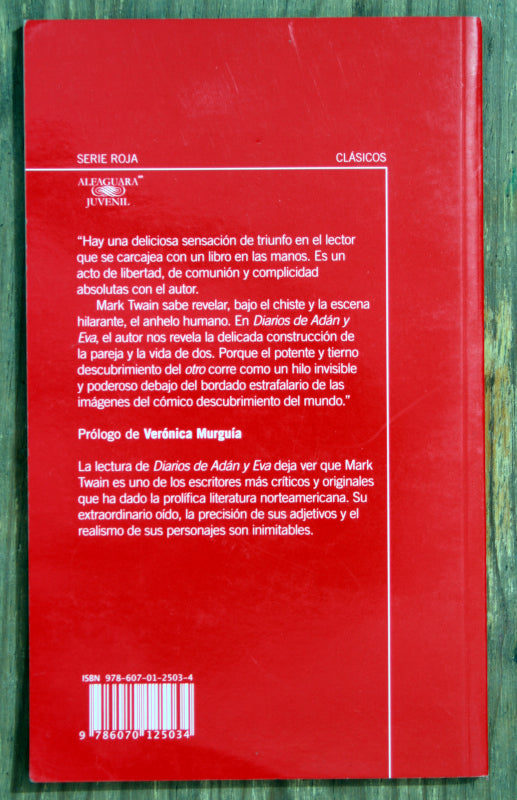 SERIE ROJA CLÁSICOS
ALFAGUARA MR
JUVENIL
“Hay una deliciosa sensación de triunfo en el lector
que se carcajea con un libro en las manos. Es un
acto de libertad, de comunión y complicidad
absolutas con el autor.
Mark Twain sabe revelar, bajo el chiste y la escena
hilarante, el anhelo humano. En Diarios de Adán y
Eva, el autor nos revela la delicada construcción de
la pareja y la vida de dos. Porque el potente y tierno
descubrimiento del otro corre como un hilo invisible
y poderoso debajo del bordado estrafalario de las
imágenes del cómico descubrimiento del mundo.”
Prólogo de Verónica Murguía
La lectura de Diarios de Adán y Eva deja ver que Mark
Twain es uno de los escritores más críticos y originales
que ha dado la prolífica literatura norteamericana. Su
extraordinario oído, la precisión de sus adjetivos y el
realismo de sus personajes son inimitables.
ISBN 978-607-01-2503-4
9 786070 125034